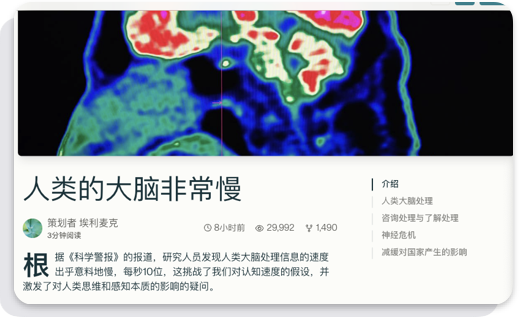 人类的大脑非常慢
策划者 埃利麦克
3分钟阅读
8小时前
29,992
1,490
根据《科学警报》的报道，研究人员发现人类大脑处理信息的速度
出乎意料地慢，每秒10位，这挑战了我们对认知速度的假设，并
激发了对人类思维和感知本质的影响的疑问。
介绍
人类大脑处理
咨询处理与了解处理
神经危机
减缓对国家产生的影响